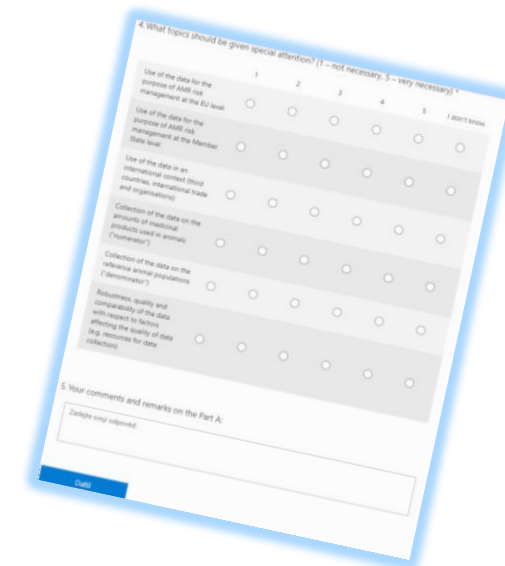 4. What topics should be given special attention? (1 – not necessary, 5 – very necessary) *
1 2 3 4 5 I don't know
Use of the data for the
purpose of AMR risk
management at the EU level
Use of the data for the
purpose of AMR risk
management at the Member
State level
Use of the data in an
international context (third
countries, international trade
and organisations)
Collection of the data on the
amounts of medicinal
products used in animals
("numerator")
Collection of the data on the
reference animal populations
("denominator")
Robustness, quality and
comparability of the data
with respect to factors
effecting the quality of data
(e.g. resources for data
collection)
5. Your comments and remarks on the Part A:
Zadejte svoji odpověď.
Další